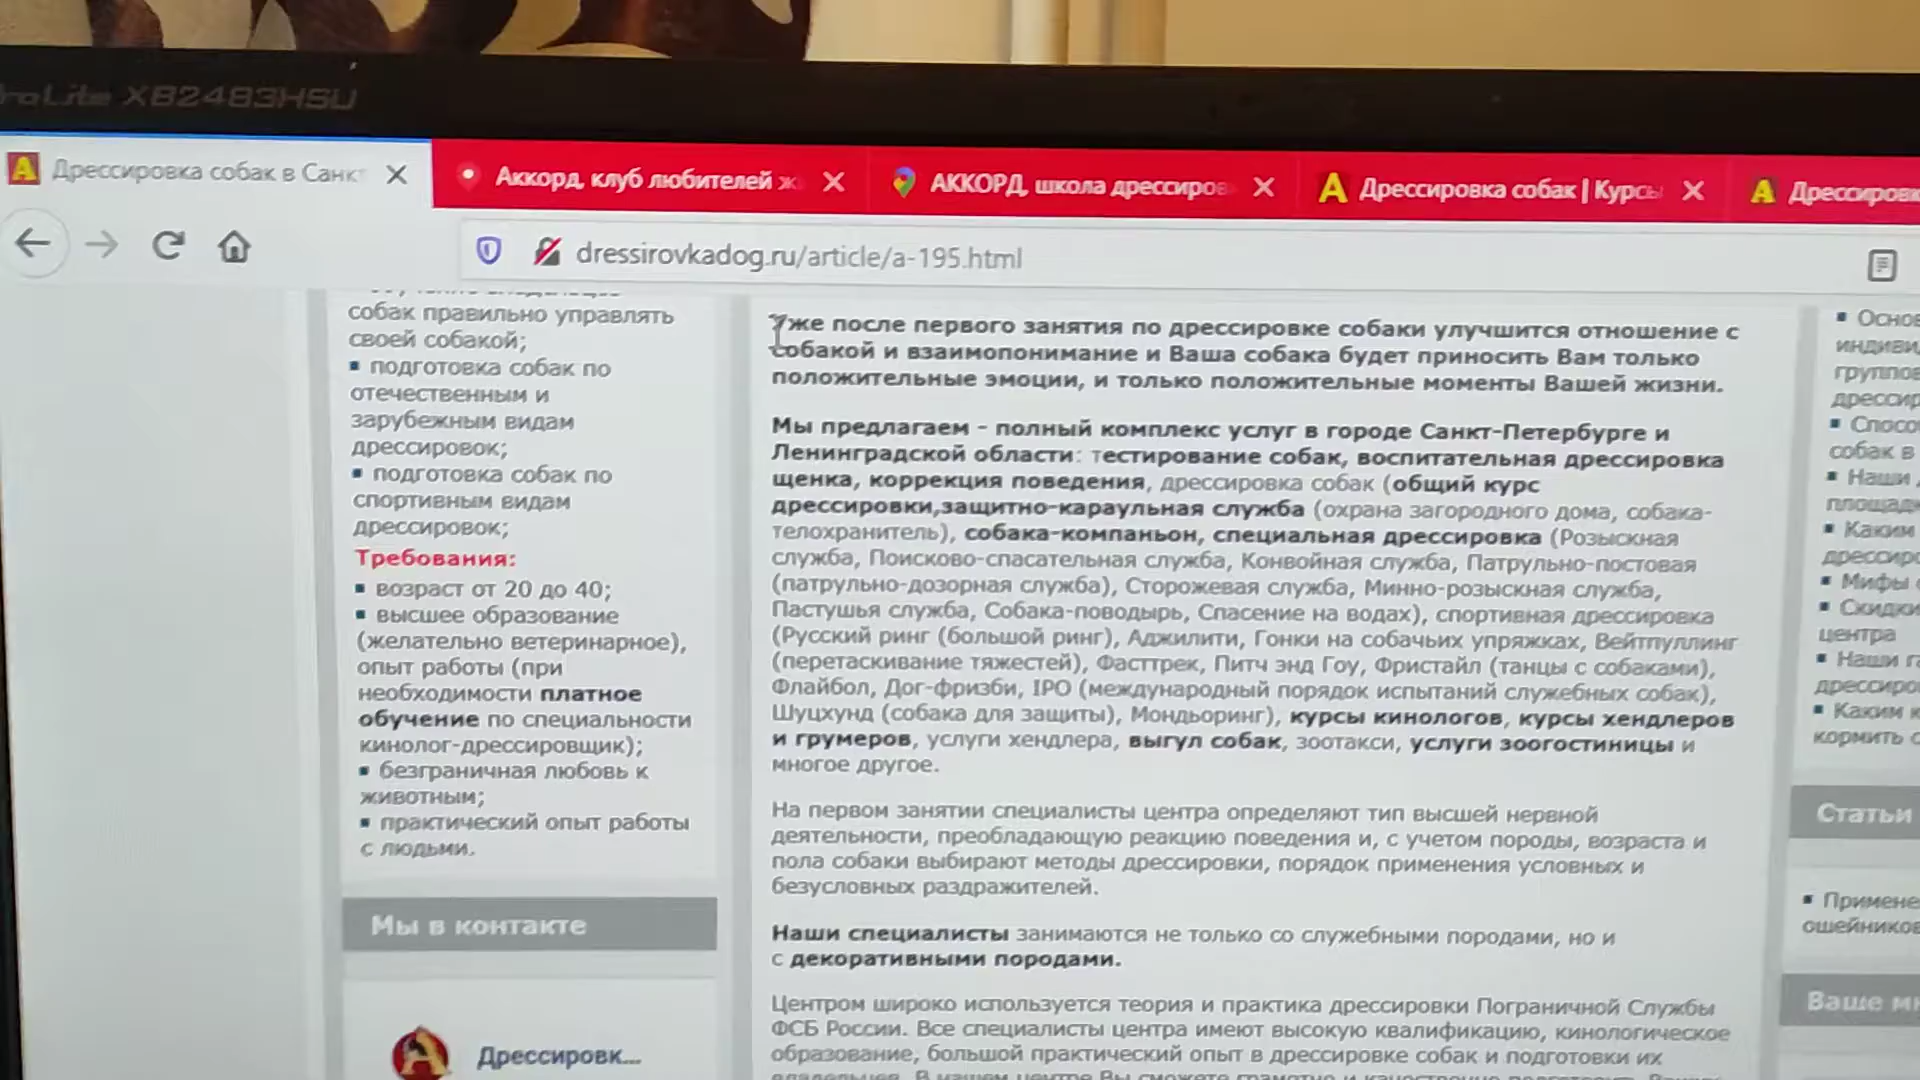 XB2483HSU
Дрессировка собак в Санк
Аккорд, клуб любителей ж
АККОРД, школа дрессиров
Дрессировка собак | Курсы
Дрессировк
dressirovkadog.ru/article/a-195.html
собак правильно управлять
своей собакой;
▪ подготовка собак по
отечественным и
зарубежным видам
дрессировок;
▪ подготовка собак по
спортивным видам
дрессировок;
Требования:
▪ возраст от 20 до 40;
▪ высшее образование
(желательно ветеринарное),
опыт работы (при
необходимости платное
обучение по специальности
кинолог-дрессировщик);
▪ безграничная любовь к
животным;
▪ практический опыт работы
с людьми.
Мы в контакте
Дрессировк...
Уже после первого занятия по дрессировке собаки улучшится отношение с
собакой и взаимопонимание и Ваша собака будет приносить Вам только
положительные эмоции, и только положительные моменты Вашей жизни.
Мы предлагаем - полный комплекс услуг в городе Санкт-Петербурге и
Ленинградской области: тестирование собак, воспитательная дрессировка
щенка, коррекция поведения, дрессировка собак (общий курс
дрессировки,защитно-караульная служба (охрана загородного дома, собака-
телохранитель), собака-компаньон, специальная дрессировка (Розыскная
служба, Поисково-спасательная служба, Конвойная служба, Патрульно-постовая
(патрульно-дозорная служба), Сторожевая служба, Минно-розыскная служба,
Пастушья служба, Собака-поводырь, Спасение на водах), спортивная дрессировка
(Русский ринг (большой ринг), Аджилити, Гонки на собачьих упряжках, Вейтпуллинг
(перетаскивание тяжестей), Фасттрек, Питч энд Гоу, Фристайл (танцы с собаками),
Флайбол, Дог-фризби, IPO (международный порядок испытаний служебных собак),
Шуцхунд (собака для защиты), Мондьоринг), курсы кинологов, курсы хендлеров
и грумеров, услуги хендлера, выгул собак, зоотакси, услуги зоогостиницы и
многое другое.
На первом занятии специалисты центра определяют тип высшей нервной
деятельности, преобладающую реакцию поведения и, с учетом породы, возраста и
пола собаки выбирают методы дрессировки, порядок применения условных и
безусловных раздражителей.
Наши специалисты занимаются не только со служебными породами, но и
с декоративными породами.
Центром широко используется теория и практика дрессировки Пограничной Службы
ФСБ России. Все специалисты центра имеют высокую квалификацию, кинологическое
образование, большой практический опыт в дрессировке собак и подготовки их
▪ Основ
индиви
группов
дрессир
▪ Спосо
собак в
▪ Наши
площадк
▪ Каким
дрессиро
▪ Мифы
▪ Скидки
центра
▪ Наши га
дрессиро
▪ Каким к
кормить с
Статьи
▪ Примене
ошейников
Ваше мн